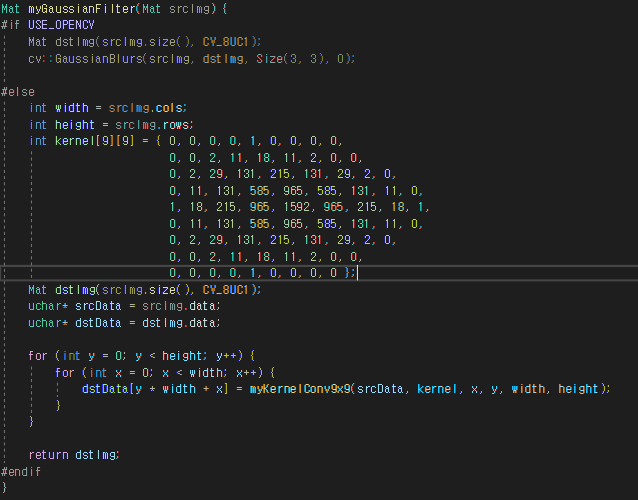 Mat myGaussianFilter(Mat srcImg) {
#if USE_OPENCV
Mat dstImg(srcImg.size(), CV_8UC1);
cv::GaussianBlurs(srcImg, dstImg, Size(3, 3), 0);
#else
int width = srcImg.cols;
int height = srcImg.rows;
int kernel[9][9] = { 0, 0, 0, 0, 1, 0, 0, 0, 0,
0, 0, 2, 11, 18, 11, 2, 0, 0,
0, 2, 29, 131, 215, 131, 29, 2, 0,
0, 11, 131, 585, 965, 585, 131, 11, 0,
1, 18, 215, 965, 1592, 965, 215, 18, 1,
0, 11, 131, 585, 965, 585, 131, 11, 0,
0, 2, 29, 131, 215, 131, 29, 2, 0,
0, 0, 2, 11, 18, 11, 2, 0, 0,
0, 0, 0, 0, 1, 0, 0, 0, 0 };
Mat dstImg(srcImg.size(), CV_8UC1);
uchar* srcData = srcImg.data;
uchar* dstData = dstImg.data;
for (int y = 0; y < height; y++) {
for (int x = 0; x < width; x++) {
dstData[y * width + x] = myKernelConv9x9(srcData, kernel, x, y, width, height);
}
}
return dstImg;
#endif
}